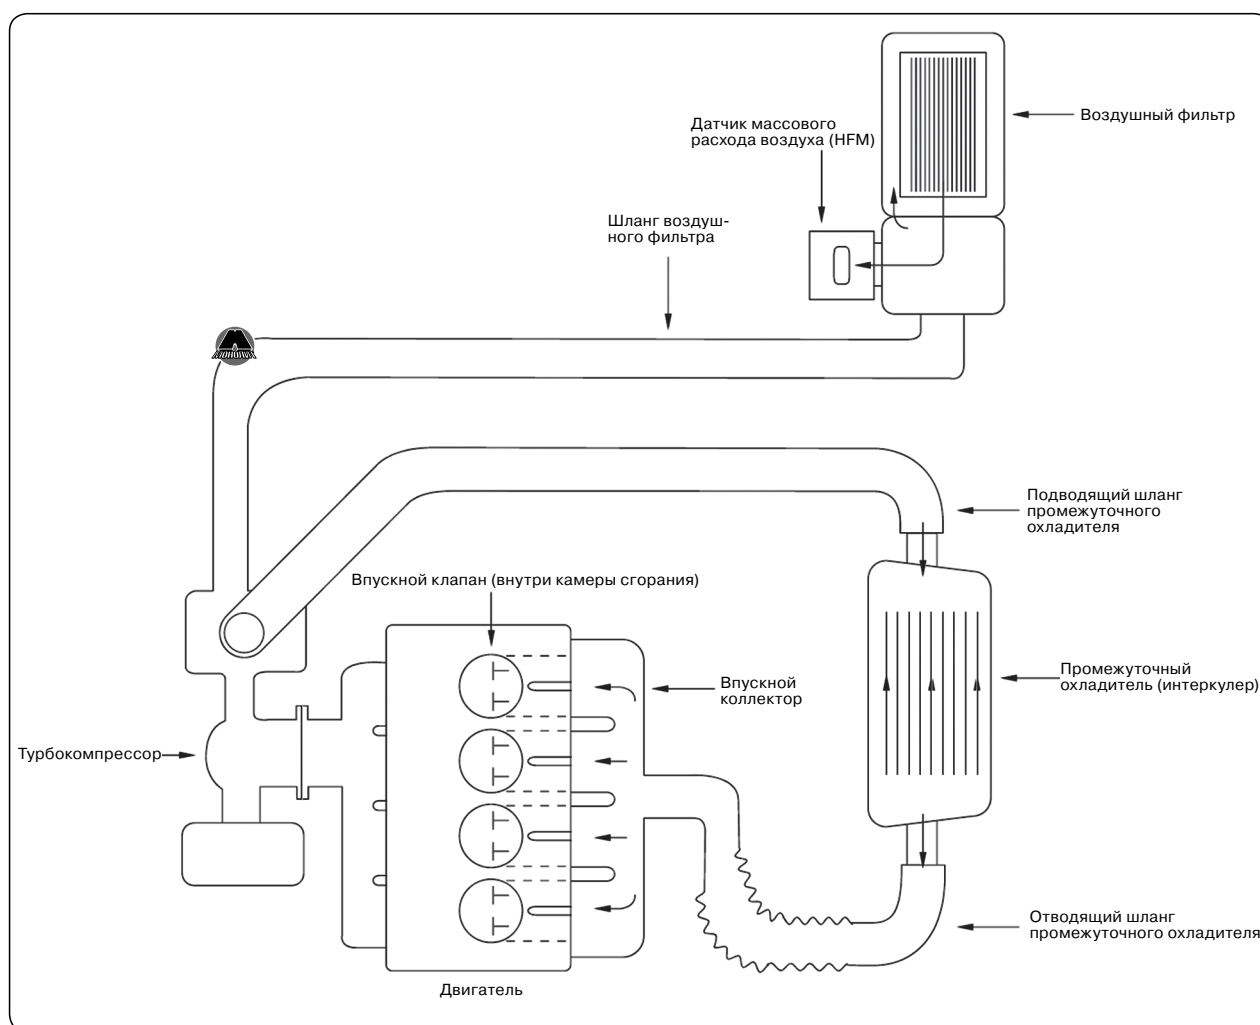 Воздушный фильтр
Датчик массового
расхода воздуха (HFM)
Шланг воздуш-
ного фильтра
Подводящий шланг
промежуточного
охладителя
Впускной клапан (внутри камеры сгорания)
Промежуточный
охладитель (интеркулер)
Впускной
коллектор
Турбокомпрессор
Отводящий шланг
промежуточного охладителя
Двигатель